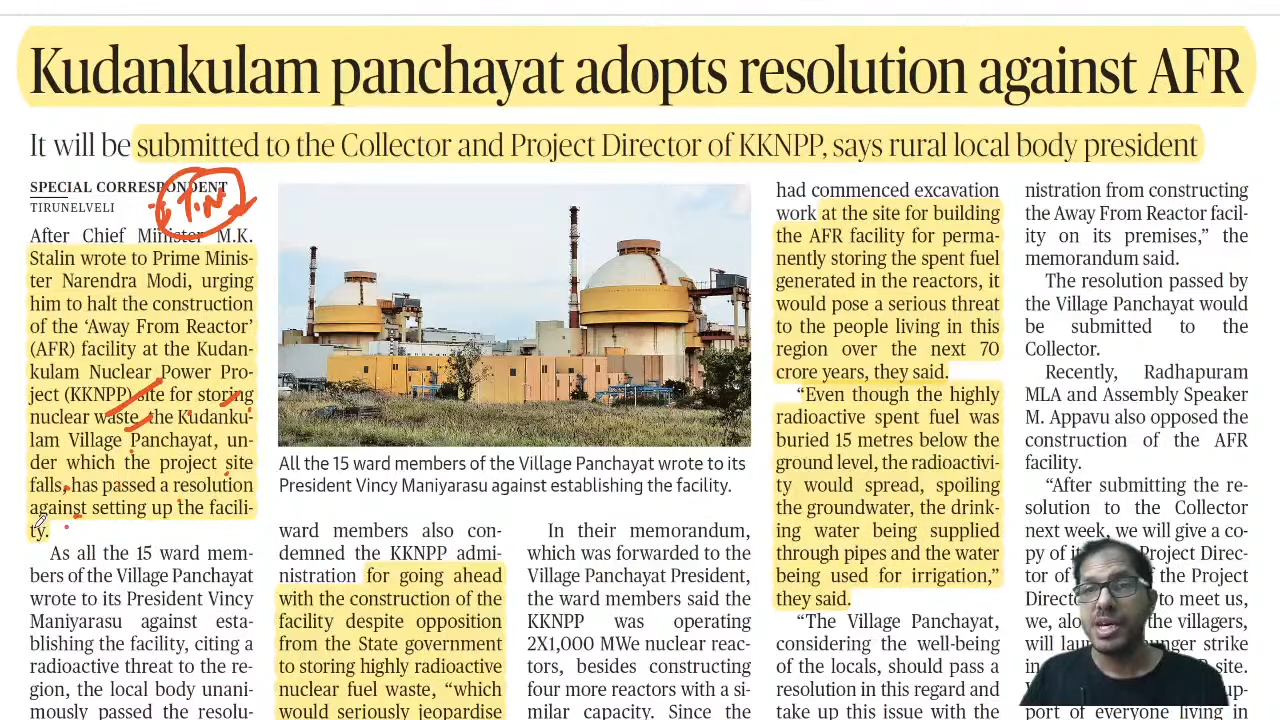 Kudankulam panchayat adopts resolution against AFR
It will be submitted to the Collector and Project Director of KKNPP, says rural local body president
SPECIAL CORRESPONDENT
TIRUNELVELI
T.N
After Chief Minister M.K.
Stalin wrote to Prime Minis-
ter Narendra Modi, urging
him to halt the construction
of the ‘Away From Reactor’
(AFR) facility at the Kudan-
kulam Nuclear Power Pro-
ject (KKNPP) site for storing
nuclear waste, the Kudanku-
lam Village Panchayat, un-
der which the project site
falls, has passed a resolution
against setting up the facili-
ty.
As all the 15 ward mem-
bers of the Village Panchayat
wrote to its President Vincy
Maniyarasu against esta-
blishing the facility, citing a
radioactive threat to the re-
gion, the local body unani-
mously passed the resolu-
All the 15 ward members of the Village Panchayat wrote to its
President Vincy Maniyarasu against establishing the facility.
ward members also con-
demned the KKNPP admi-
nistration for going ahead
with the construction of the
facility despite opposition
from the State government
to storing highly radioactive
nuclear fuel waste, “which
would seriously jeopardise
In their memorandum,
which was forwarded to the
Village Panchayat President,
the ward members said the
KKNPP was operating
2X1,000 MWe nuclear reac-
tors, besides constructing
four more reactors with a si-
milar capacity. Since the
had commenced excavation
work at the site for building
the AFR facility for perma-
nently storing the spent fuel
generated in the reactors, it
would pose a serious threat
to the people living in this
region over the next 70
crore years, they said.
“Even though the highly
radioactive spent fuel was
buried 15 metres below the
ground level, the radioactivi-
ty would spread, spoiling
the groundwater, the drink-
ing water being supplied
through pipes and the water
being used for irrigation,”
they said.
“The Village Panchayat,
considering the well-being
of the locals, should pass a
resolution in this regard and
take up this issue with the
nistration from constructing
the Away From Reactor facil-
ity on its premises,” the
memorandum said.
The resolution passed by
the Village Panchayat would
be submitted to the
Collector.
Recently, Radhapuram
MLA and Assembly Speaker
M. Appavu also opposed the
construction of the AFR
facility.
“After submitting the re-
solution to the Collector
next week, we will give a co-
py of Project Direc-
tor of the Project
to meet us,
we, the villagers,
will strike
in site.
port of everyone living in